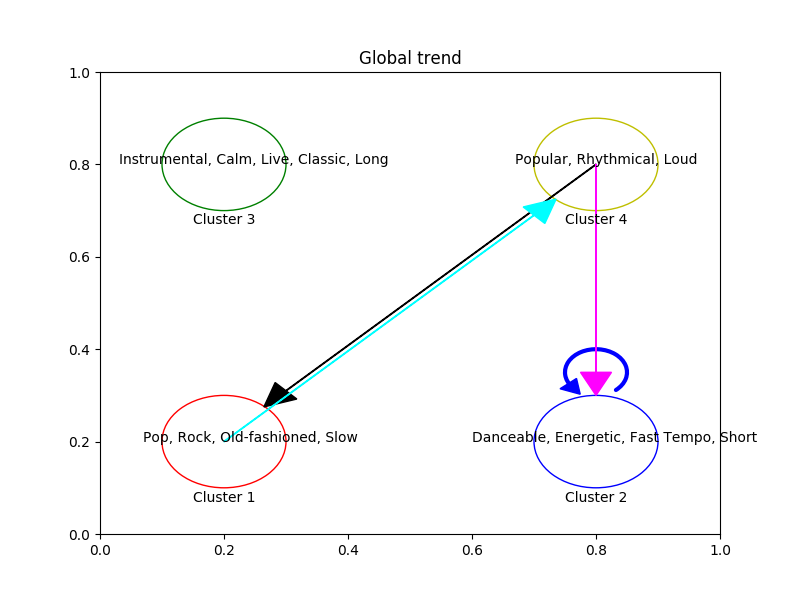 Global trend
1.0
0.8
0.6
0.4
0.2
0.0
Instrumental, Calm, Live, Classic, Long
Popular, Rhythmical, Loud
Cluster 3
Cluster 4
Pop, Rock, Old-fashioned, Slow
Danceable, Energetic, Fast Tempo, Short
Cluster 1
Cluster 2
0.0
0.2
0.4
0.6
0.8
1.0